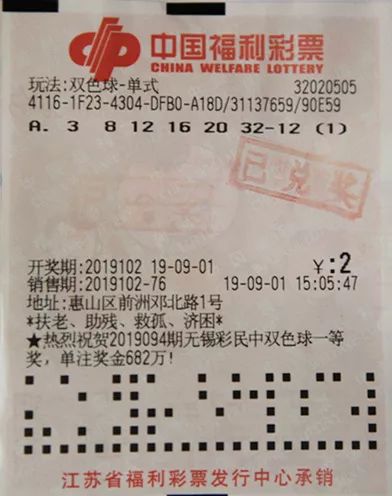 中国福利彩票
CHINA WELFARE LOTTERY
玩法:双色球-单式 32020505
4116-1F23-4304-DFB0-A18D/31137659/90E59
A. 3 8 12 16 20 32-12 (1)
已兑奖
开奖期:2019102 19-09-01 ￥:2
销售期:2019102-76 19-09-01 15:05:47
地址:惠山区前洲邓北路1号
*扶老、助残、救孤、济困*
★热烈祝贺2019094期无锡彩民中双色球一等
奖，单注奖金682万!
江苏省福利彩票发行中心承销